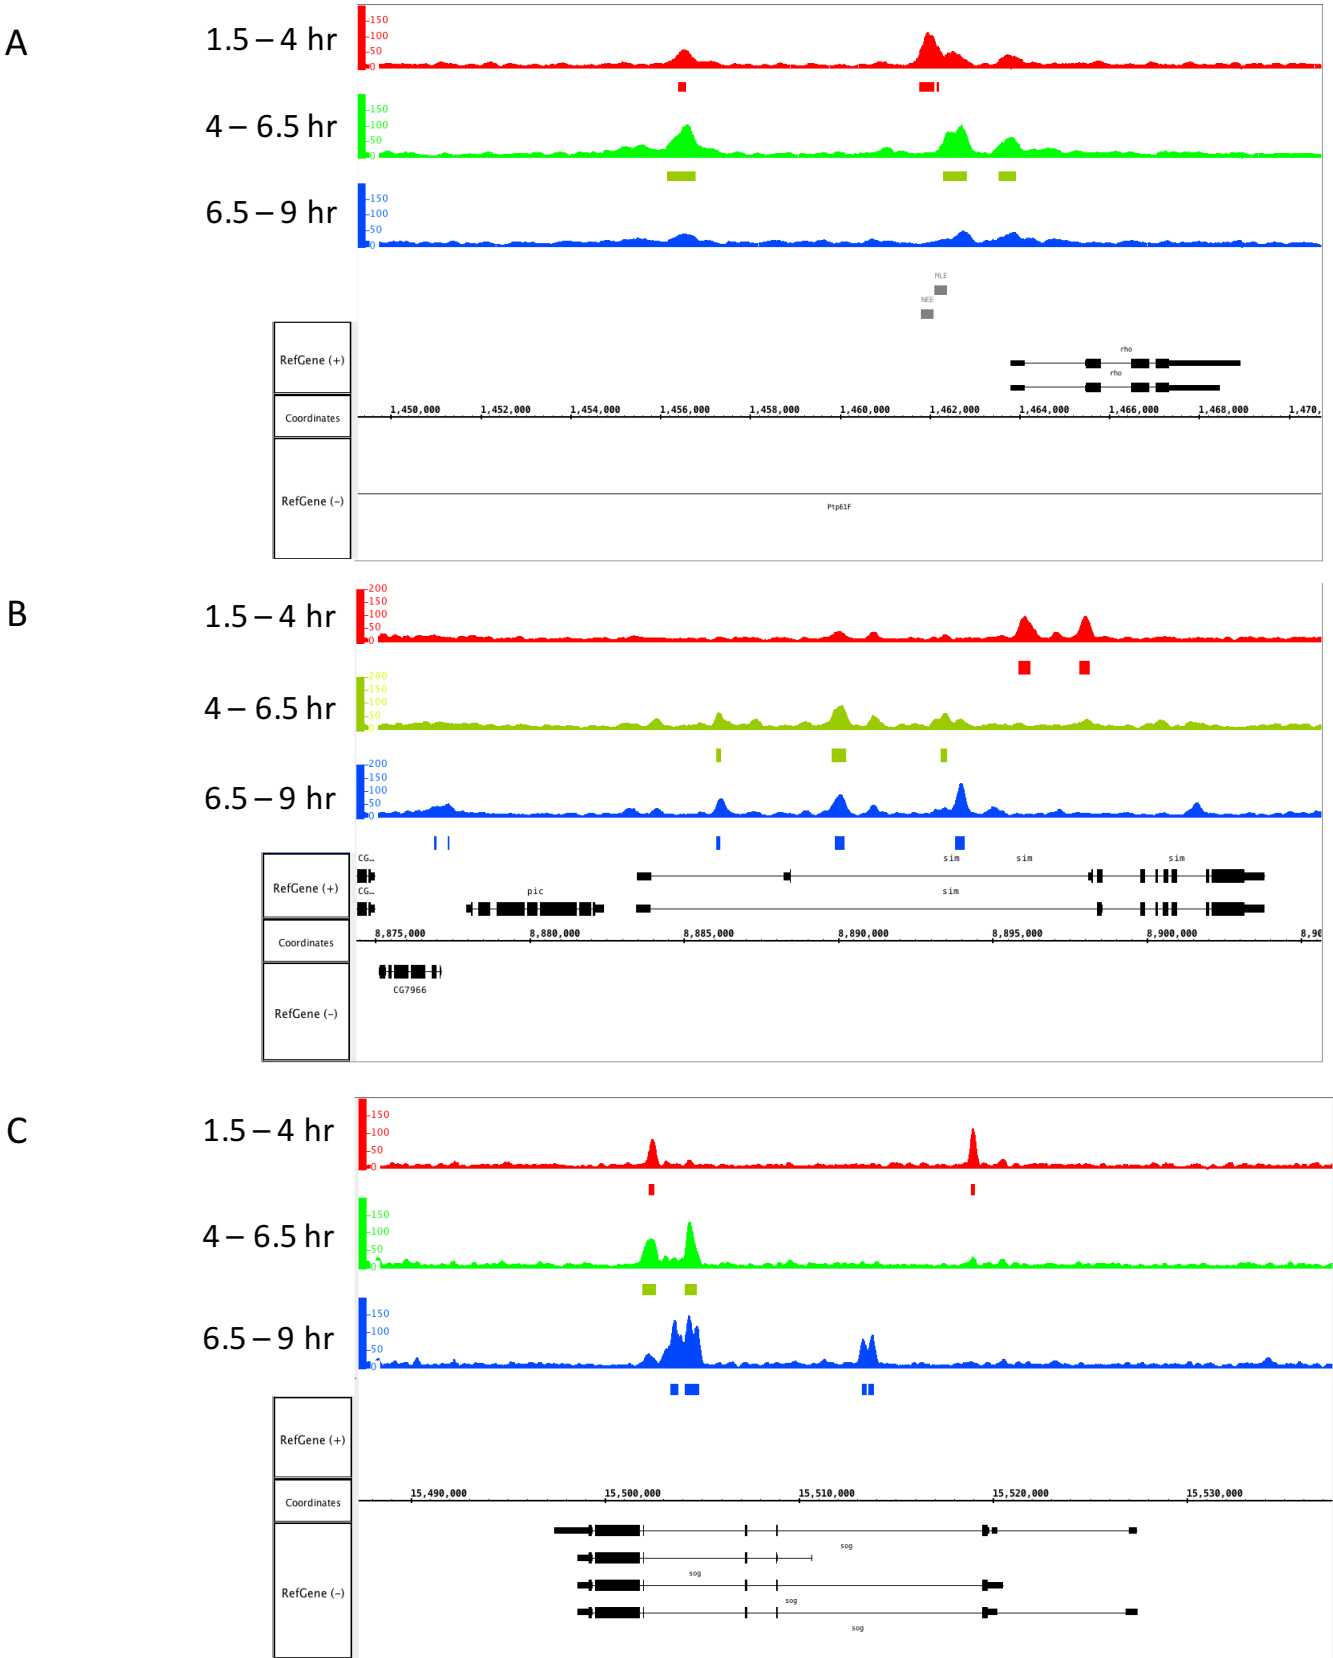 A
1.5 – 4 hr
150
100
50
0
4 – 6.5 hr
150
100
50
0
6.5 – 9 hr
150
100
50
0
MLE
NEE
RefGene (+)
rho
rho
Coordinates
1,450,000 1,452,000 1,454,000 1,456,000 1,458,000 1,460,000 1,462,000 1,464,000 1,466,000 1,468,000 1,470,
RefGene (-)
Ptp61F
B
1.5 – 4 hr
200
150
100
50
0
4 – 6.5 hr
200
150
100
50
0
6.5 – 9 hr
200
150
100
50
0
RefGene (+)
CG… sim sim sim
CG… pic sim
Coordinates
8,875,000 8,880,000 8,885,000 8,890,000 8,895,000 8,900,000 8,90
RefGene (-)
CG7966
C
1.5 – 4 hr
150
100
50
0
4 – 6.5 hr
150
100
50
0
6.5 – 9 hr
150
100
50
0
RefGene (+)
Coordinates
15,490,000 15,500,000 15,510,000 15,520,000 15,530,000
RefGene (-)
sog
sog
sog
sog